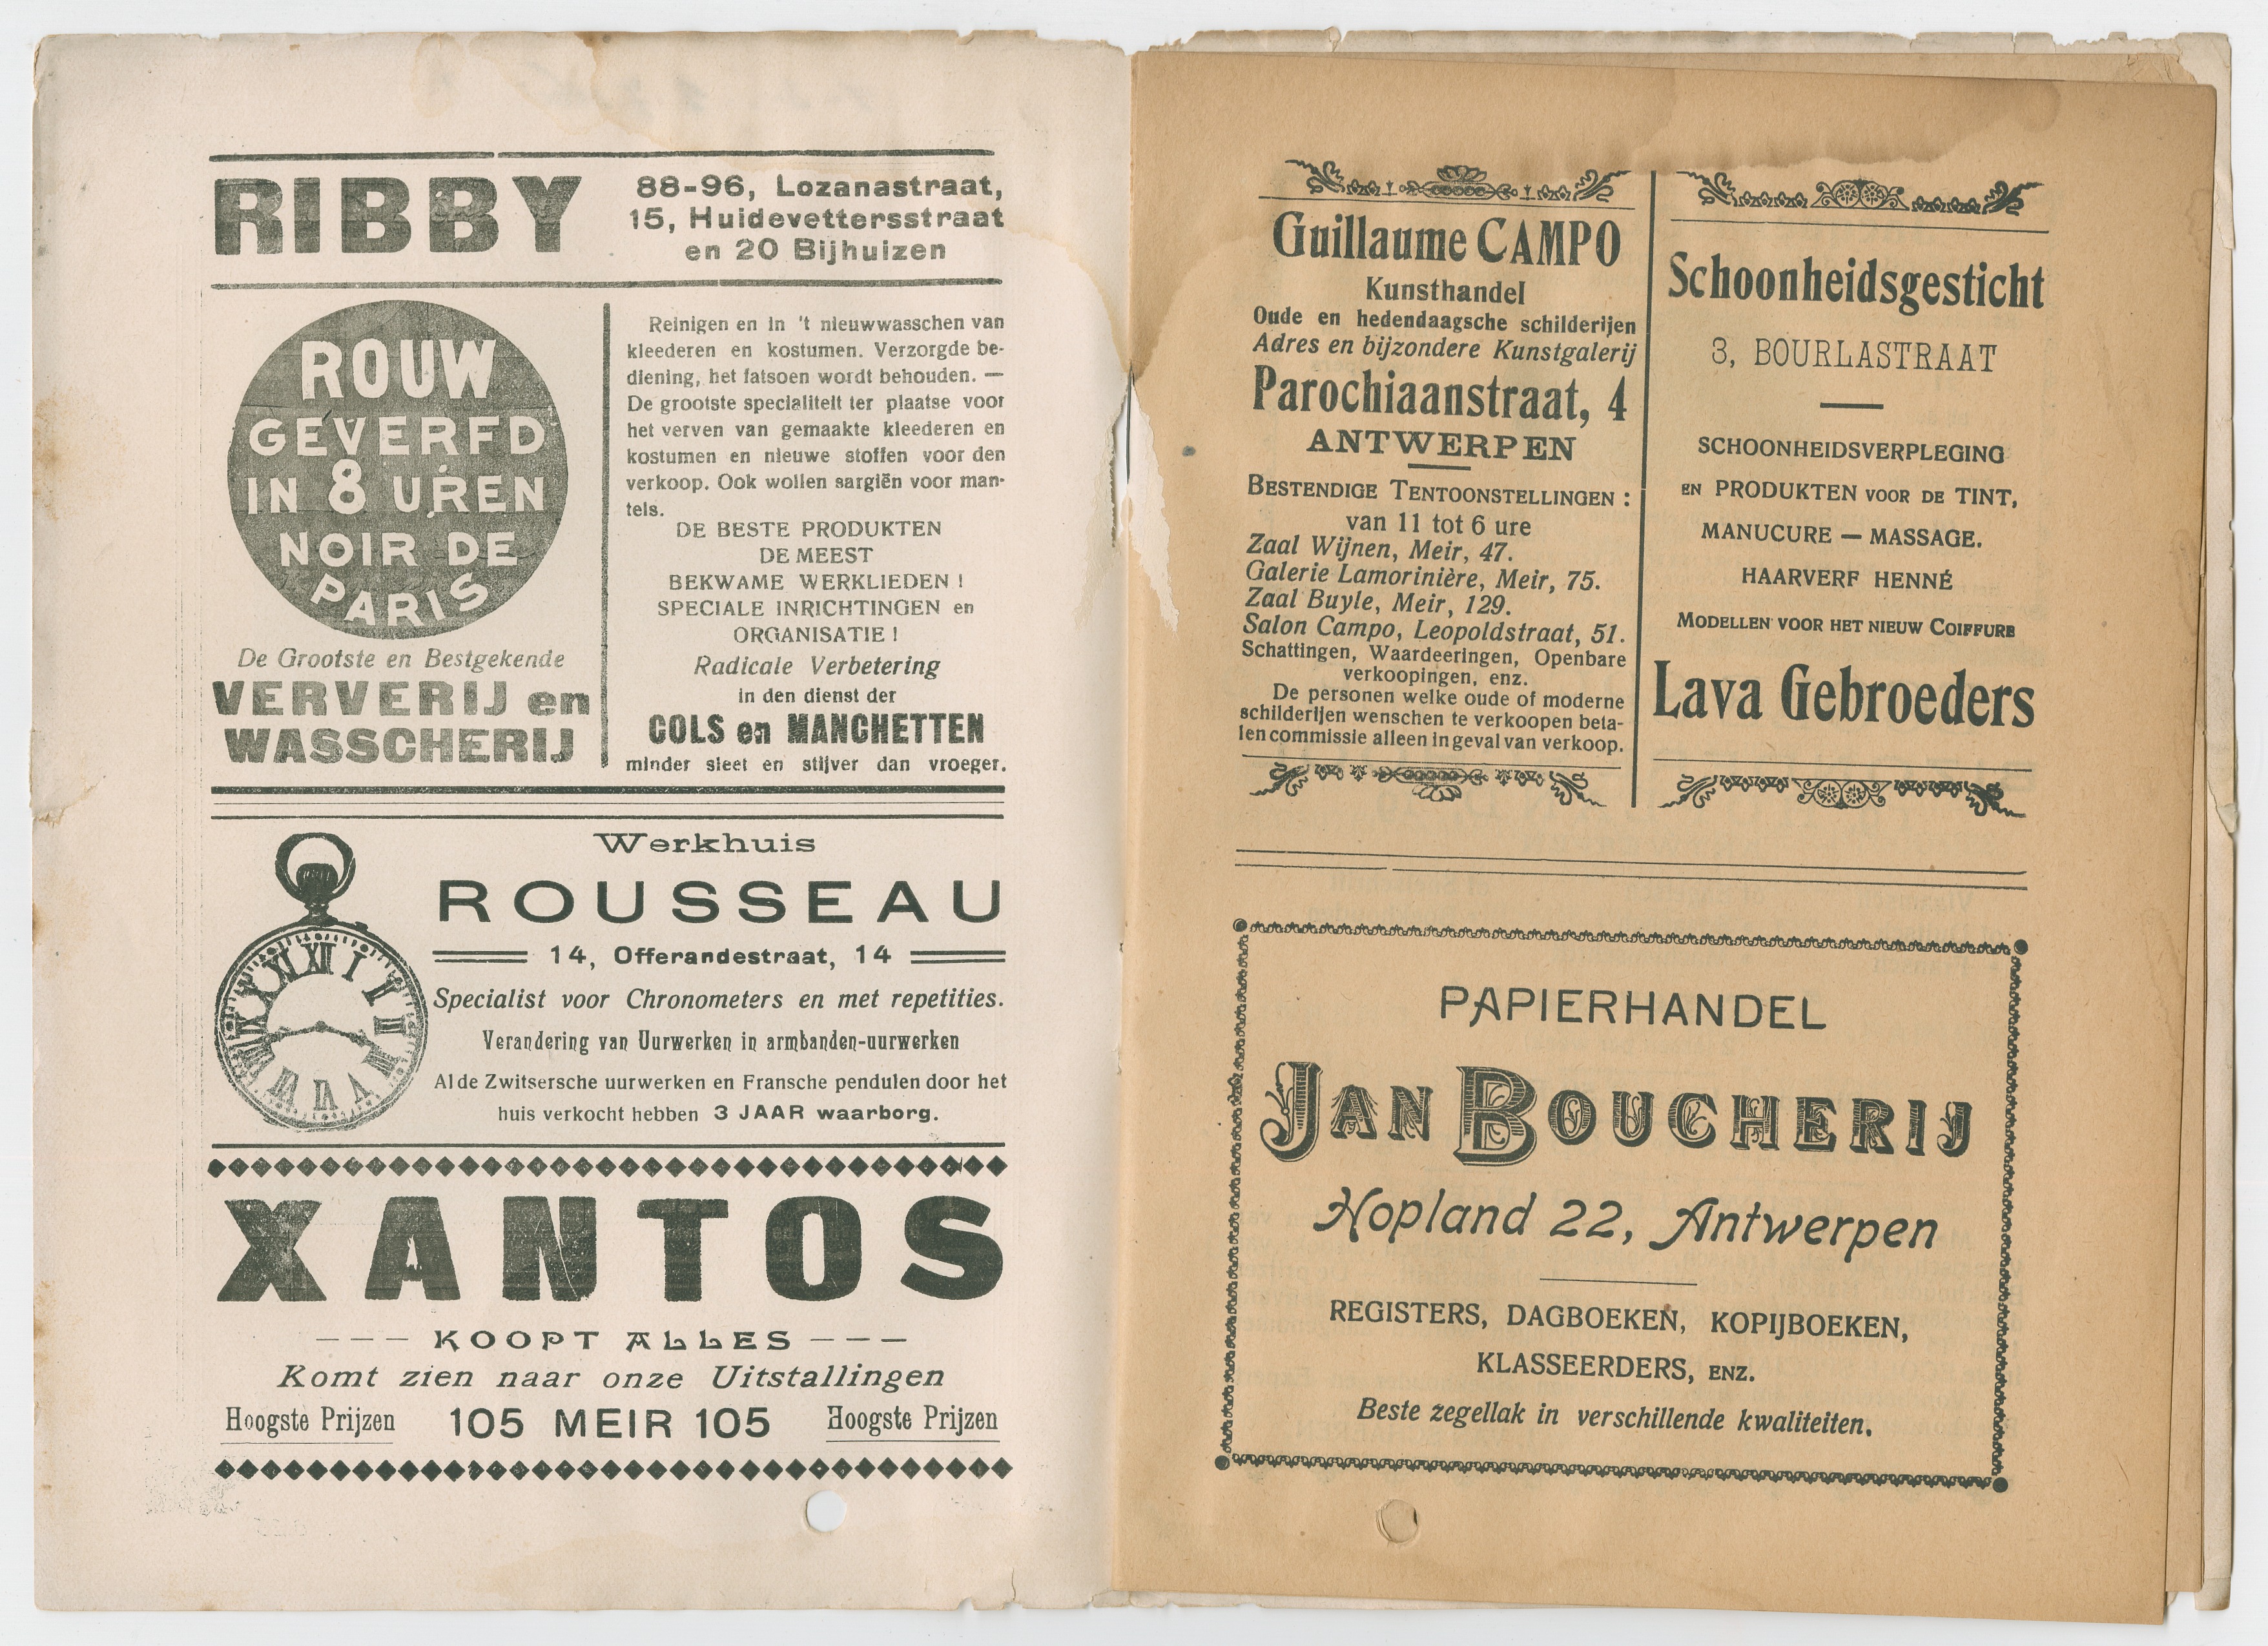 RIBBY
88-96, Lozanastraat,
15, Huidevettersstraat
en 20 Bijhuizen
ROUW
GEVERFD
IN 8 UREN
NOIR DE
PARIS
De Grootste en Bestgekende
VERVERIJ en
WASSCHERIJ
Reinigen en in 't nieuwwasschen van
kleederen en kostumen. Verzorgde be-
diening, het fatsoen wordt behouden. —
De grootste specialiteit ter plaatse voor
het verven van gemaakte kleederen en
kostumen en nieuwe stoffen voor den
verkoop. Ook wollen sargiën voor man-
tels.
DE BESTE PRODUKTEN
DE MEEST
BEKWAME WERKLIEDEN !
SPECIALE INRICHTINGEN en
ORGANISATIE !
Radicale Verbetering
in den dienst der
COLS en MANCHETTEN
minder sleet en stijver dan vroeger.
Werkhuis
ROUSSEAU
14, Offerandestraat, 14
Specialist voor Chronometers en met repetities.
Verandering van Uurwerken in armbanden-uurwerken
Al de Zwitsersche uurwerken en Fransche pendulen door het
huis verkocht hebben 3 JAAR waarborg.
XANTOS
--- KOOPT ALLES ---
Komt zien naar onze Uitstallingen
Hoogste Prijzen 105 MEIR 105 Hoogste Prijzen
Guillaume CAMPO
Kunsthandel
Oude en hedendaagsche schilderijen
Adres en bijzondere Kunstgalerij
Parochiaanstraat, 4
ANTWERPEN
BESTENDIGE TENTOONSTELLINGEN :
van 11 tot 6 ure
Zaal Wijnen, Meir, 47.
Galerie Lamorinière, Meir, 75.
Zaal Buyle, Meir, 129.
Salon Campo, Leopoldstraat, 51.
Schattingen, Waardeeringen, Openbare
verkoopingen, enz.
De personen welke oude of moderne
schilderijen wenschen te verkoopen beta-
len commissie alleen ingeval van verkoop.
Schoonheidsgesticht
3, BOURLASTRAAT
SCHOONHEIDSVERPLEGING
EN PRODUKTEN VOOR DE TINT,
MANUCURE — MASSAGE.
HAARVERF HENNÉ
MODELLEN VOOR HET NIEUW COIFFURE
Lava Gebroeders
PAPIERHANDEL
JAN BOUCHERIJ
Hopland 22, Antwerpen
REGISTERS, DAGBOEKEN, KOPIJBOEKEN,
KLASSEERDERS, ENZ.
Beste zegellak in verschillende kwaliteiten.